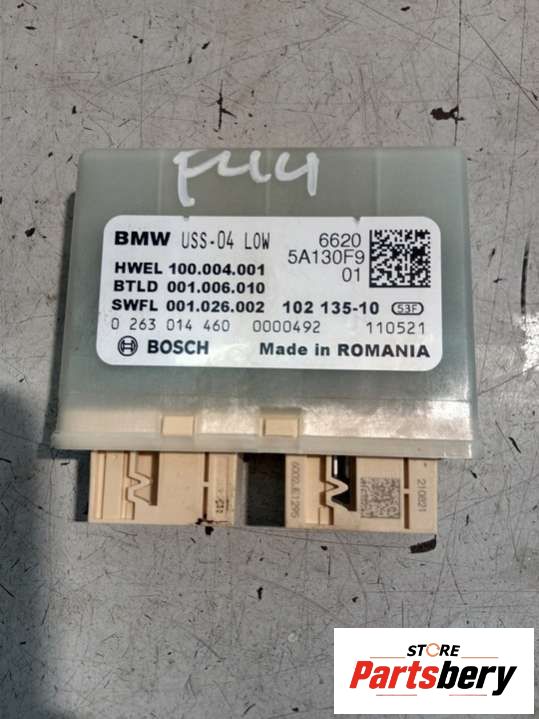 F44
BMW USS-04 LOW 6620
5A130F9
HWEL 100.004.001 01
BTLD 001.006.010
SWFL 001.026.002 102 135-10 53F
0 263 014 460 0000492 110521
BOSCH Made in ROMANIA
210821
STORE
Partsbery